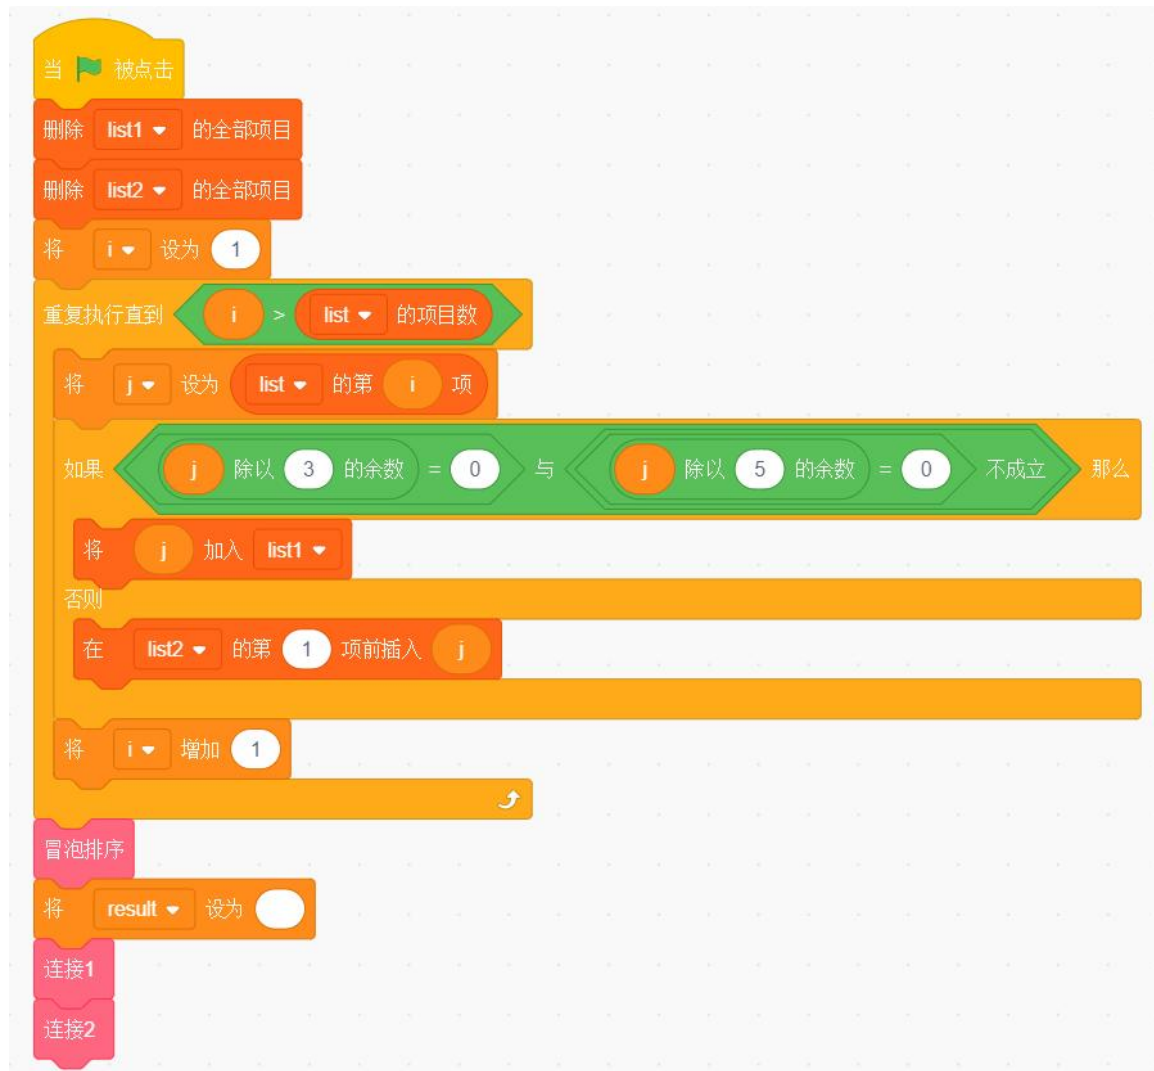 当 被点击
删除 list1 的全部项目
删除 list2 的全部项目
将 i 设为 1
重复执行直到 i > list 的项目数
将 j 设为 list 的第 i 项
如果 j 除以 3 的余数 = 0 与 j 除以 5 的余数 = 0 不成立 那么
将 j 加入 list1
否则
在 list2 的第 1 项前插入 j
将 i 增加 1
冒泡排序
将 result 设为
连接1
连接2